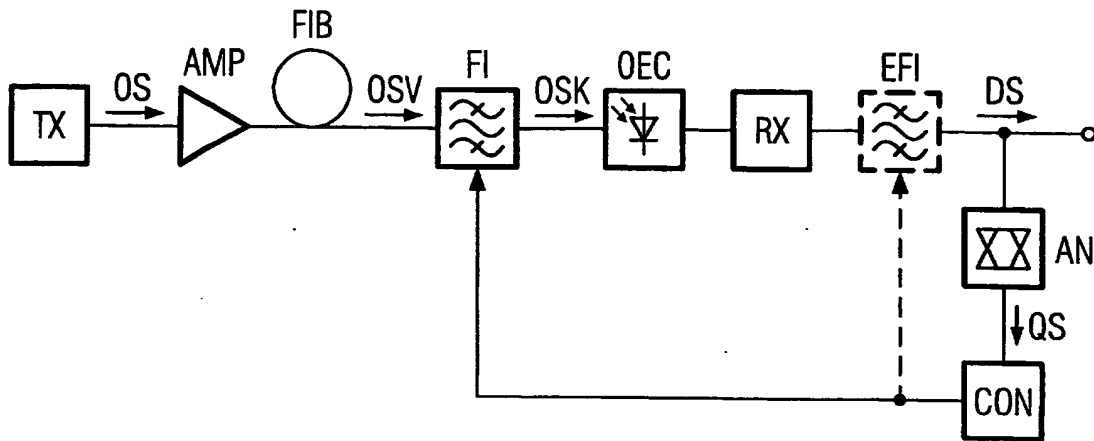 FIB
AMP
FI
OEC
EFI
OS
OSV
OSK
DS
TX
RX
AN
QS
CON